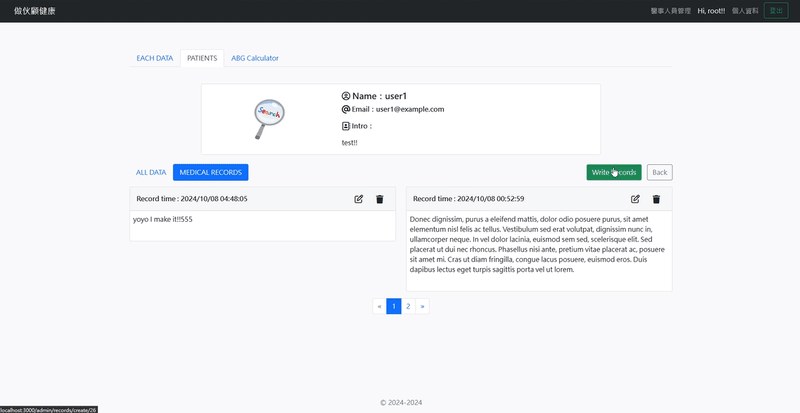 做伙顧健康
醫事人員管理 Hi, root!! 個人資料 登出
EACH DATA PATIENTS ABG Calculator
Search
Name : user1
Email : user1@example.com
Intro :
test!!
ALL DATA MEDICAL RECORDS Write Records Back
Record time : 2024/10/08 04:48:05
yoyo I make it!!555
Record time : 2024/10/08 00:52:59
Donec dignissim, purus a eleifend mattis, dolor odio posuere purus, sit amet
elementum nisl felis ac tellus. Vestibulum sed erat volutpat, dignissim nunc in,
ullamcorper neque. In vel dolor lacinia, euismod sem sed, scelerisque elit. Sed
placerat ut dui nec rhoncus. Phasellus nisi ante, pretium vitae placerat ac, posuere
sit amet mi. Cras ut diam fringilla, congue lacus posuere, euismod eros. Duis
dapibus lectus eget turpis sagittis porta vel ut lorem.
« 1 2 »
© 2024-2024
localhost:3000/admin/records/create/26